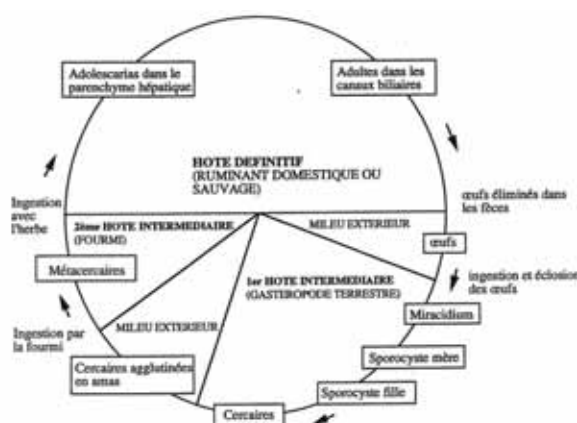 Adolescarias dans le
parenchyme hépatique
Adultes dans les
canaux biliaires
HOTE DEFINITIF
(RUMINANT DOMESTIQUE OU
SAUVAGE)
Ingestion
avec
l'herbe
œufs éliminés dans
les fèces
2ème HOTE INTERMEDIAIRE
(FOURMI)
MILEU EXTERIEUR
œufs
Métacercaires
1er HOTE INTERMEDIAIRE
(GASTEROPODE TERRESTRE)
ingestion et éclosion
des œufs
Miracidium
Ingestion par
la fourmi
MILEU EXTERIEUR
Sporocyste mère
Cercaires agglutinées
en amas
Sporocyste fille
Cercaires